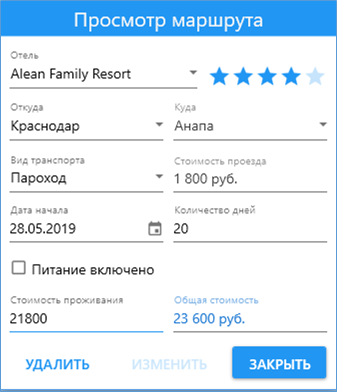 Просмотр маршрута
Отель
Alean Family Resort
Откуда Куда
Краснодар Анапа
Вид транспорта Стоимость проезда
Пароход 1 800 руб.
Дата начала Количество дней
28.05.2019 20
Питание включено
Стоимость проживания Общая стоимость
21800 23 600 руб.
УДАЛИТЬ ИЗМЕНИТЬ ЗАКРЫТЬ